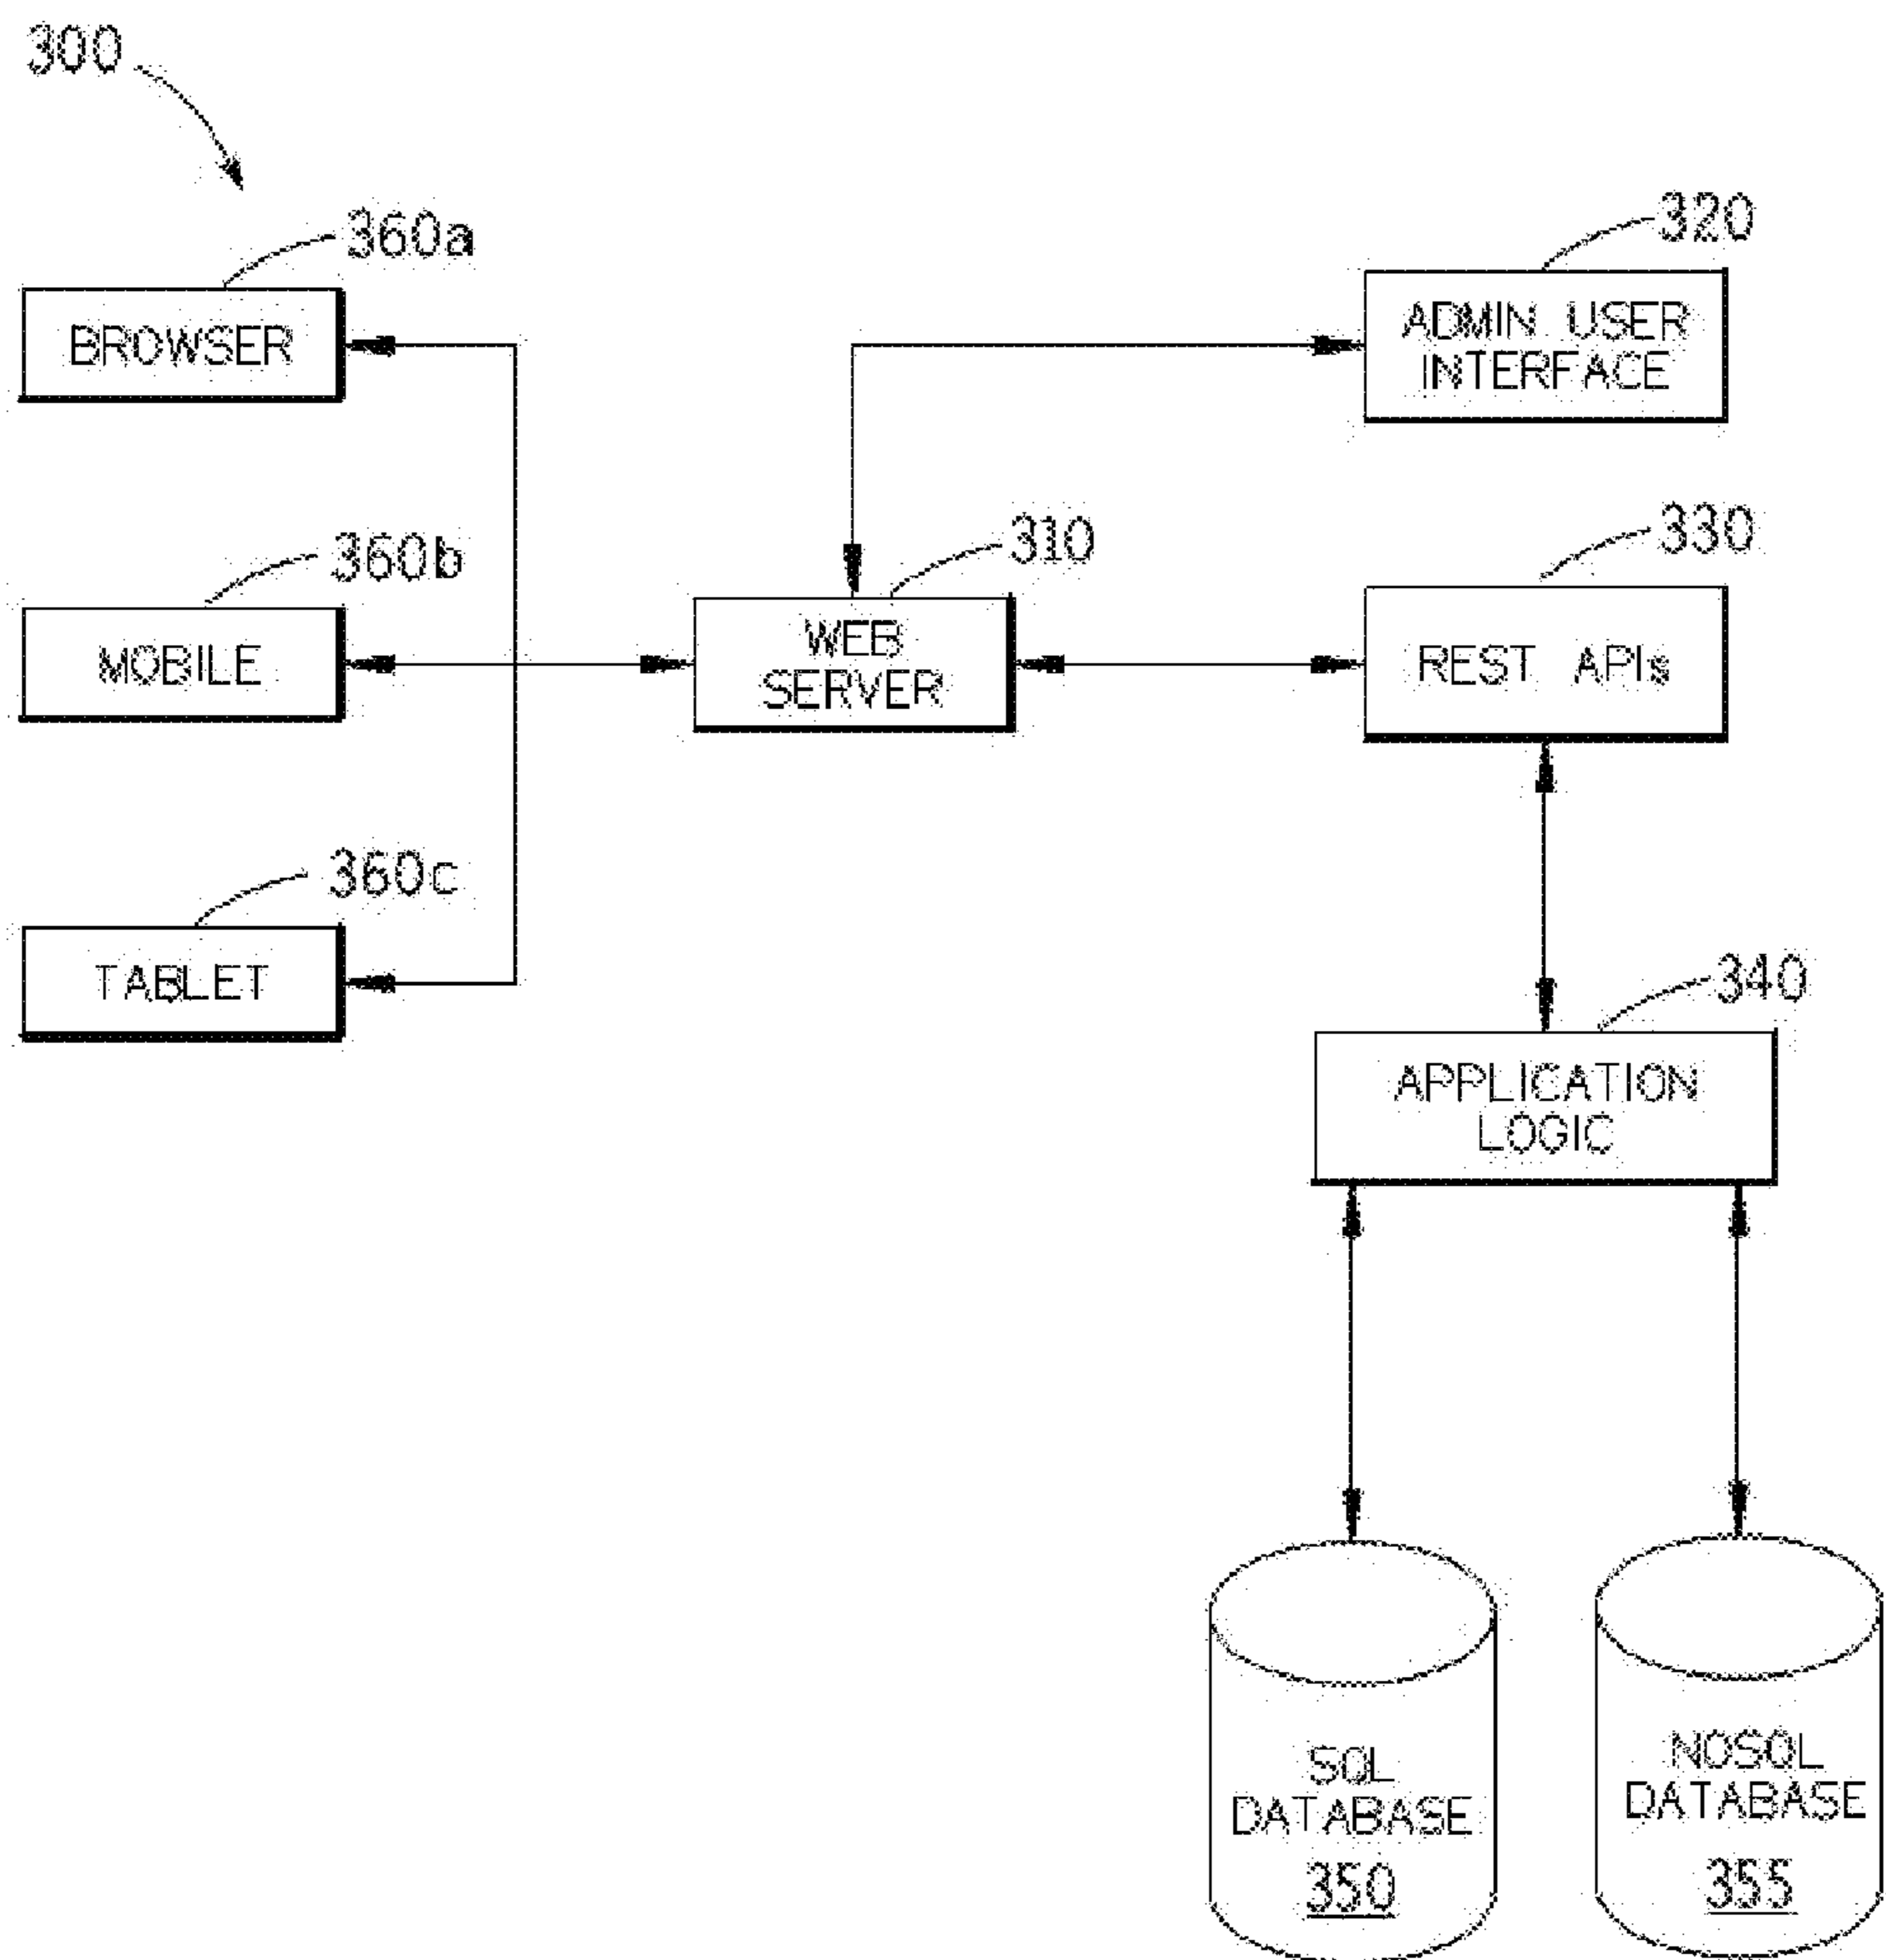 300
360a
BROWSER
320
ADMIN USER
INTERFACE
360b
MOBILE
310
WEB
SERVER
330
REST APIs
360c
TABLET
340
APPLICATION
LOGIC
SQL
DATABASE
350
NOSQL
DATABASE
355